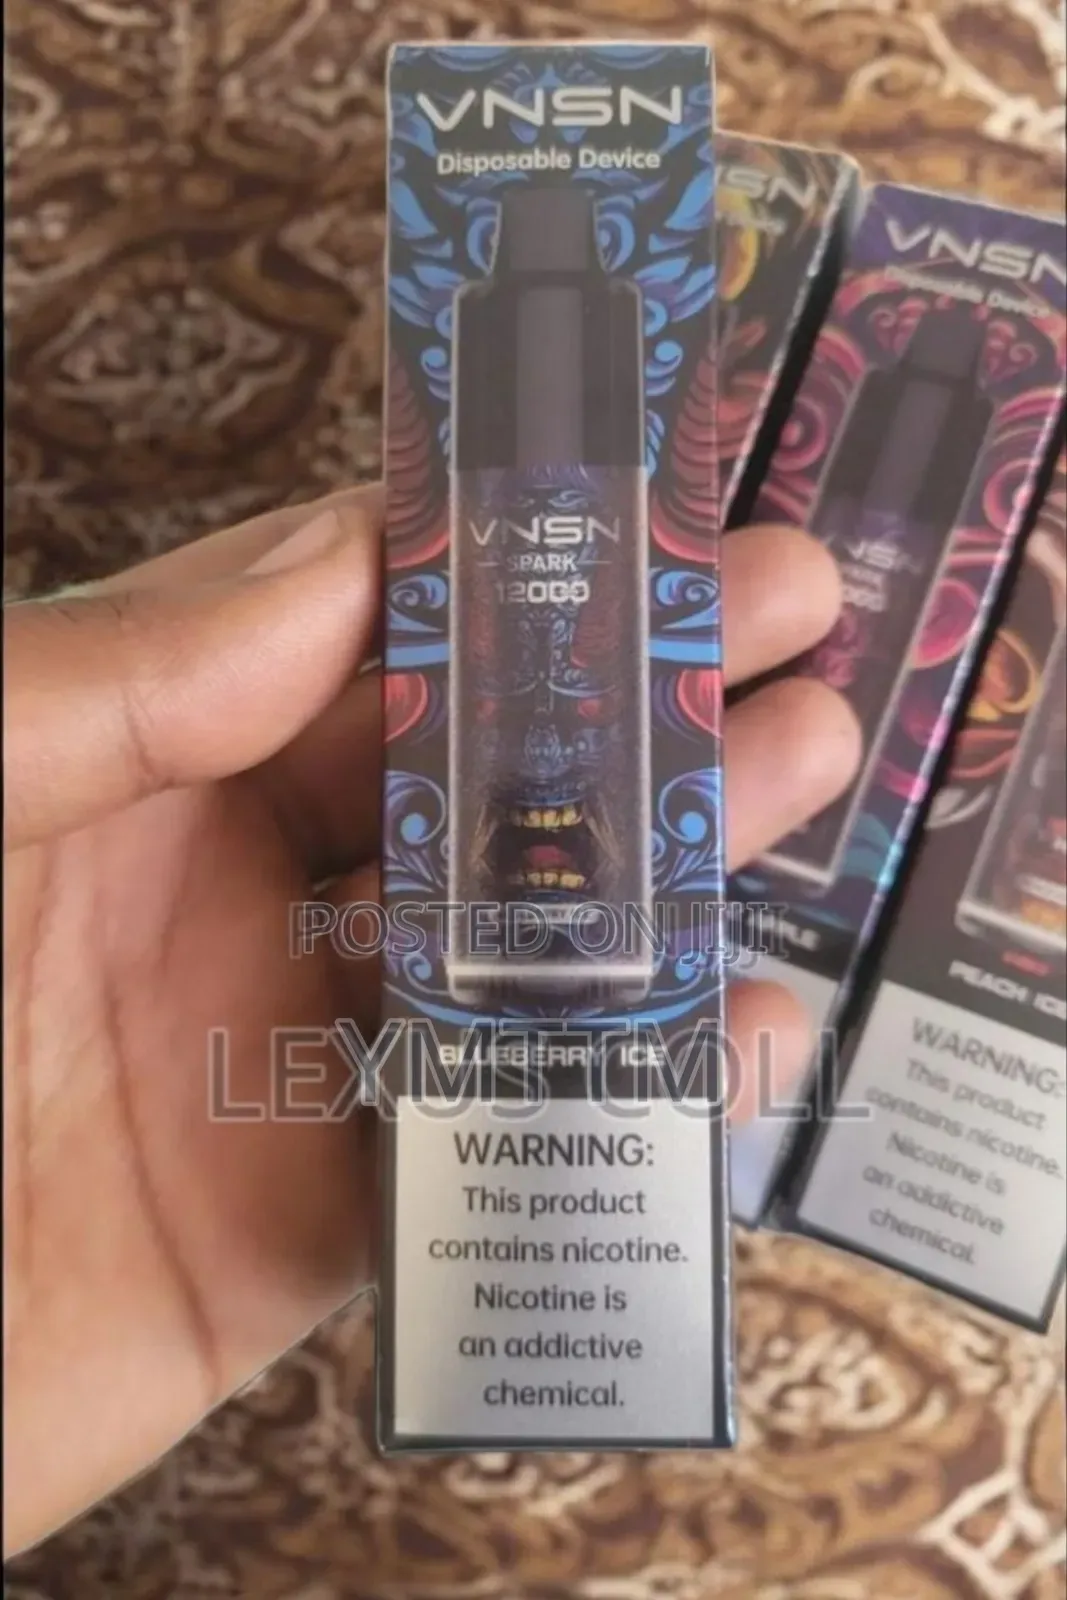 VNSN
Disposable Device
VNSN
SPARK
12000
POSTED ON JIJI
BLUEBERRY ICE
WARNING:
This product
contains nicotine.
Nicotine is
an addictive
chemical.
VNSN
Disposable Device
VNSN
PEACH ICE
WARNING:
This product
contains nicotine.
Nicotine is
an addictive
chemical.